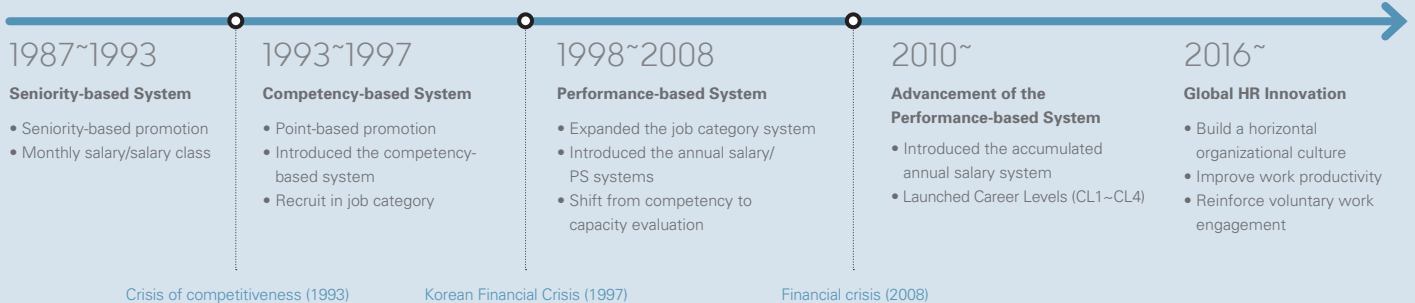 1987~1993
Seniority-based System
• Seniority-based promotion
• Monthly salary/salary class
1993~1997
Competency-based System
• Point-based promotion
• Introduced the competency-
based system
• Recruit in job category
1998~2008
Performance-based System
• Expanded the job category system
• Introduced the annual salary/
PS systems
• Shift from competency to
capacity evaluation
2010~
Advancement of the
Performance-based System
• Introduced the accumulated
annual salary system
• Launched Career Levels (CL1~CL4)
2016~
Global HR Innovation
• Build a horizontal
organizational culture
• Improve work productivity
• Reinforce voluntary work
engagement
Crisis of competitiveness (1993)
Korean Financial Crisis (1997)
Financial crisis (2008)